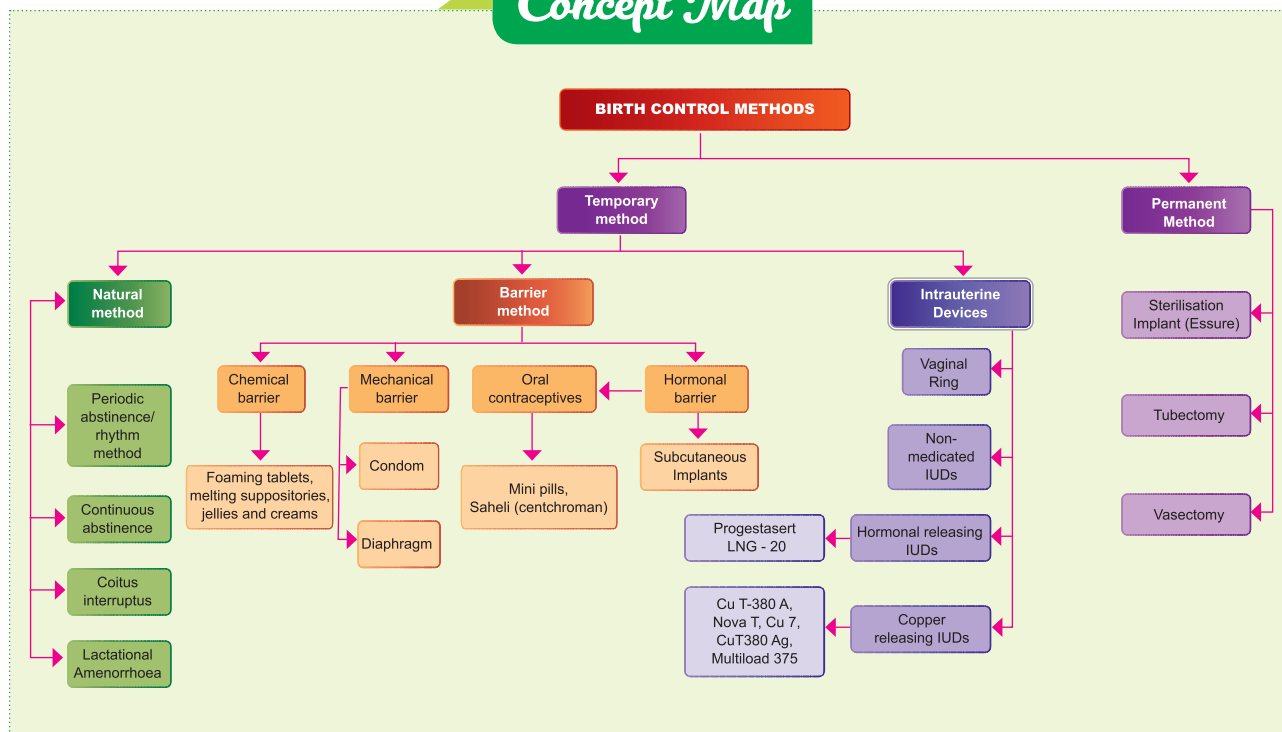 Concept Map
BIRTH CONTROL METHODS
Temporary
method
Permanent
Method
Natural
method
Barrier
method
Intrauterine
Devices
Periodic
abstinence/
rhythm
method
Continuous
abstinence
Coitus
interruptus
Lactational
Amenorrhoea
Chemical
barrier
Mechanical
barrier
Oral
contraceptives
Hormonal
barrier
Foaming tablets,
melting suppositories,
jellies and creams
Condom
Diaphragm
Mini pills,
Saheli (centchroman)
Subcutaneous
Implants
Vaginal
Ring
Non-
medicated
IUDs
Progestasert
LNG - 20
Hormonal releasing
IUDs
Cu T-380 A,
Nova T, Cu 7,
CuT380 Ag,
Multiload 375
Copper
releasing IUDs
Sterilisation
Implant (Essure)
Tubectomy
Vasectomy